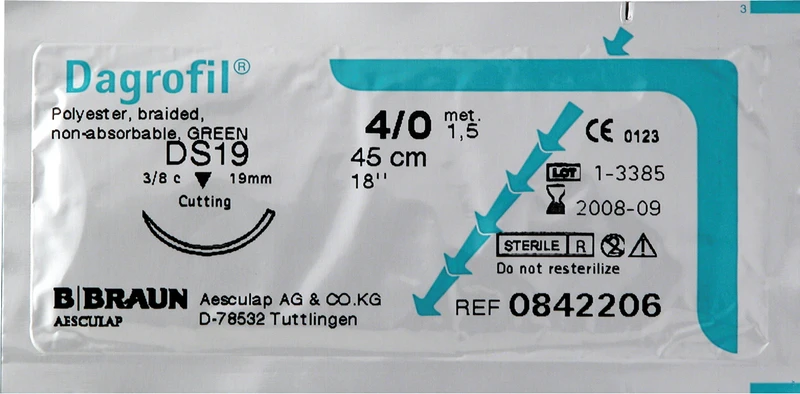 3
Dagrofil®
Polyester, braided,
non-absorbable, GREEN
DS19
3/8 c 19mm
Cutting
4/0 met. 1,5
45 cm
18''
CE 0123
LOT 1-3385
2008-09
STERILE R 2
Do not resterilize
B|BRAUN
AESCULAP
Aesculap AG & CO.KG
D-78532 Tuttlingen
REF 0842206